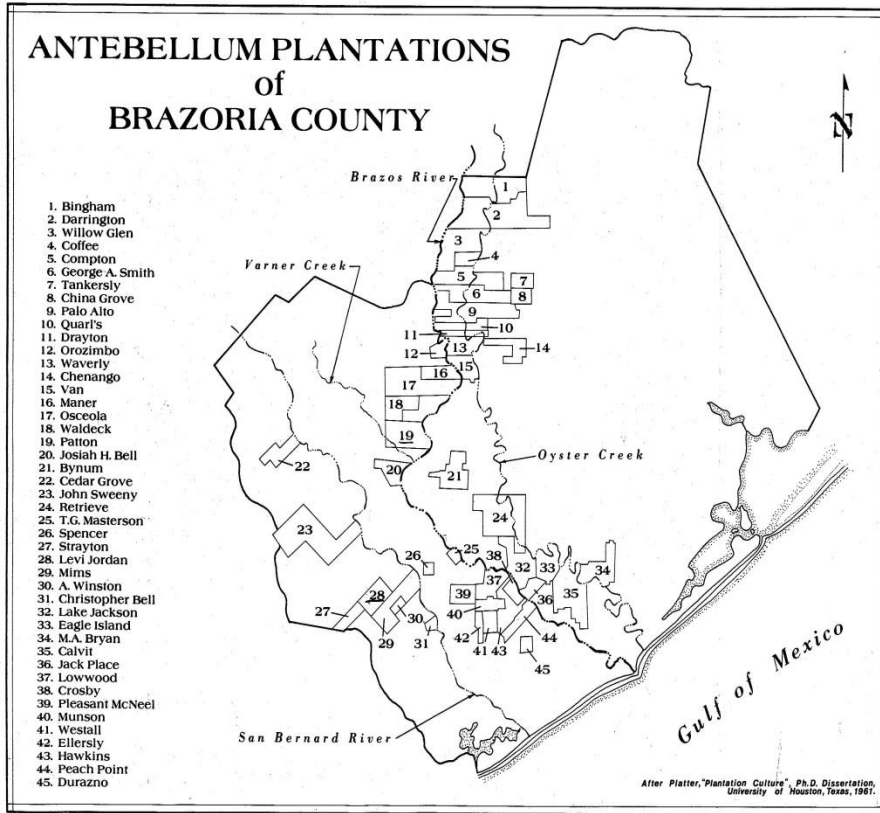 ANTEBELLUM PLANTATIONS
of
BRAZORIA COUNTY
N
Brazos River
Varner Creek
Oyster Creek
San Bernard River
Gulf of Mexico
1. Bingham
2. Darrington
3. Willow Glen
4. Coffee
5. Compton
6. George A. Smith
7. Tankersly
8. China Grove
9. Palo Alto
10. Quarl's
11. Drayton
12. Orozimbo
13. Waverly
14. Chenango
15. Van
16. Maner
17. Osceola
18. Waldeck
19. Patton
20. Josiah H. Bell
21. Bynum
22. Cedar Grove
23. John Sweeny
24. Retrieve
25. T.G. Masterson
26. Spencer
27. Strayton
28. Levi Jordan
29. Mims
30. A. Winston
31. Christopher Bell
32. Lake Jackson
33. Eagle Island
34. M.A. Bryan
35. Calvit
36. Jack Place
37. Lowwood
38. Crosby
39. Pleasant McNeel
40. Munson
41. Westall
42. Ellersly
43. Hawkins
44. Peach Point
45. Durazno
1
2
3
4
5
6
7
8
9
10
11
12
13
14
15
16
17
18
19
20
21
22
23
24
25
26
27
28
29
30
31
32
33
34
35
36
37
38
39
40
41
42
43
44
45
After Platter,"Plantation Culture", Ph.D. Dissertation,
University of Houston, Texas, 1961.